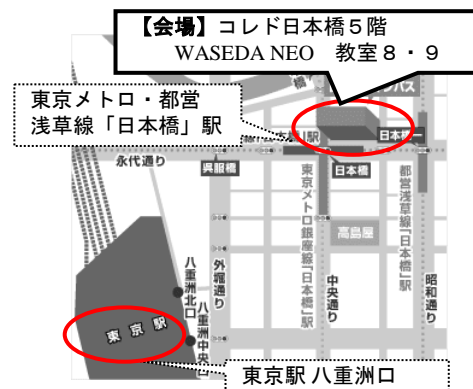 【会場】コレド日本橋５階
WASEDA NEO　教室８・９
東京メトロ・都営
浅草線「日本橋」駅
永代通り
呉服橋
日本橋
高島屋
東京メトロ銀座線「日本橋」駅
都営浅草線「日本橋」駅
外堀通り
中央通り
昭和通り
八重洲北口
八重洲中央口
東京駅
東京駅 八重洲口